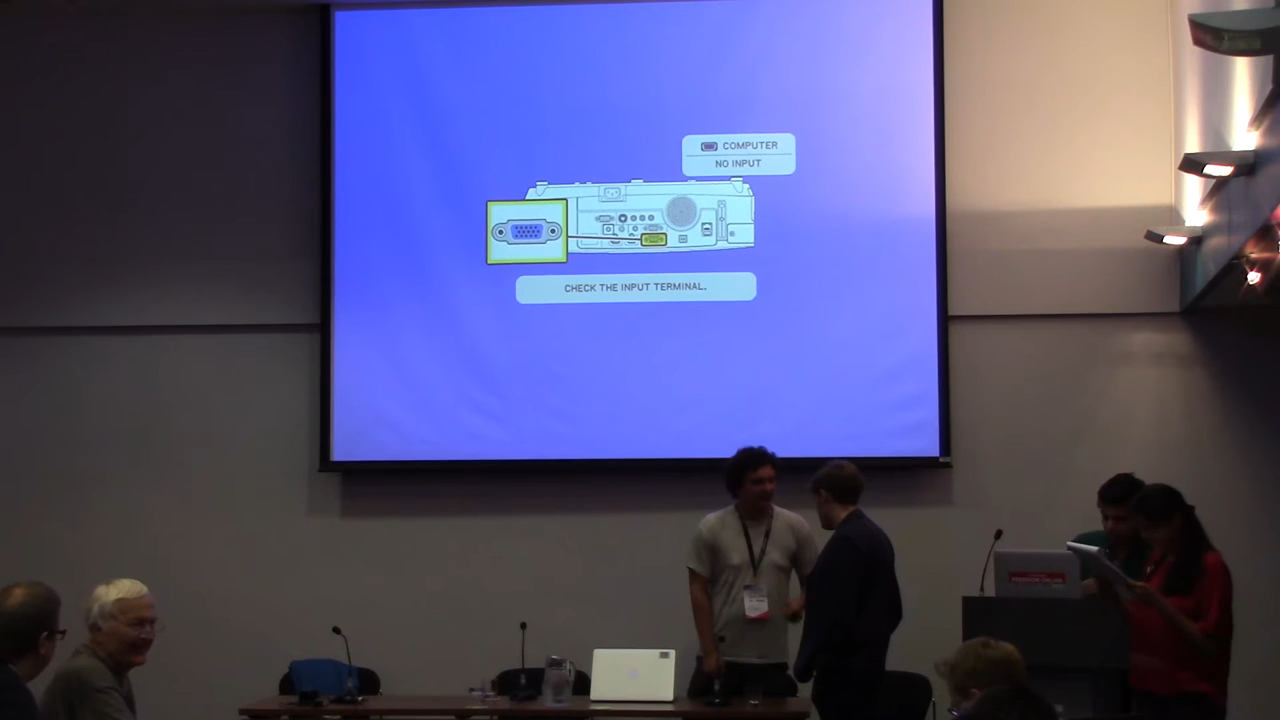 COMPUTER
NO INPUT
CHECK THE INPUT TERMINAL.